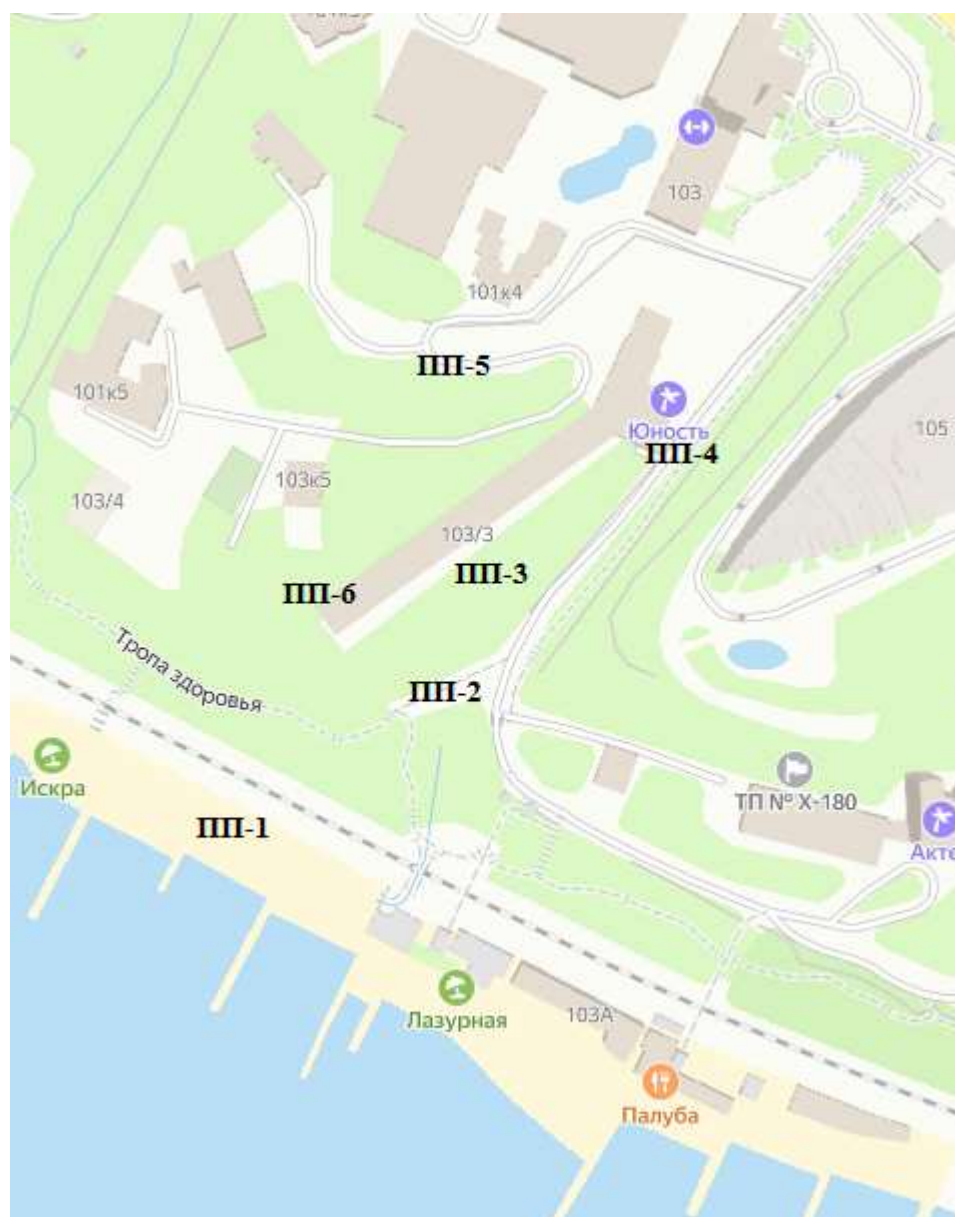 103
101к4
ПП-5
101к5
Юность
105
ПП-4
103к5
103/4
103/3
ПП-3
ПП-6
Тропа здоровья
ПП-2
Искра
ТП № Х-180
ПП-1
Акте
Лазурная
103А
Палуба